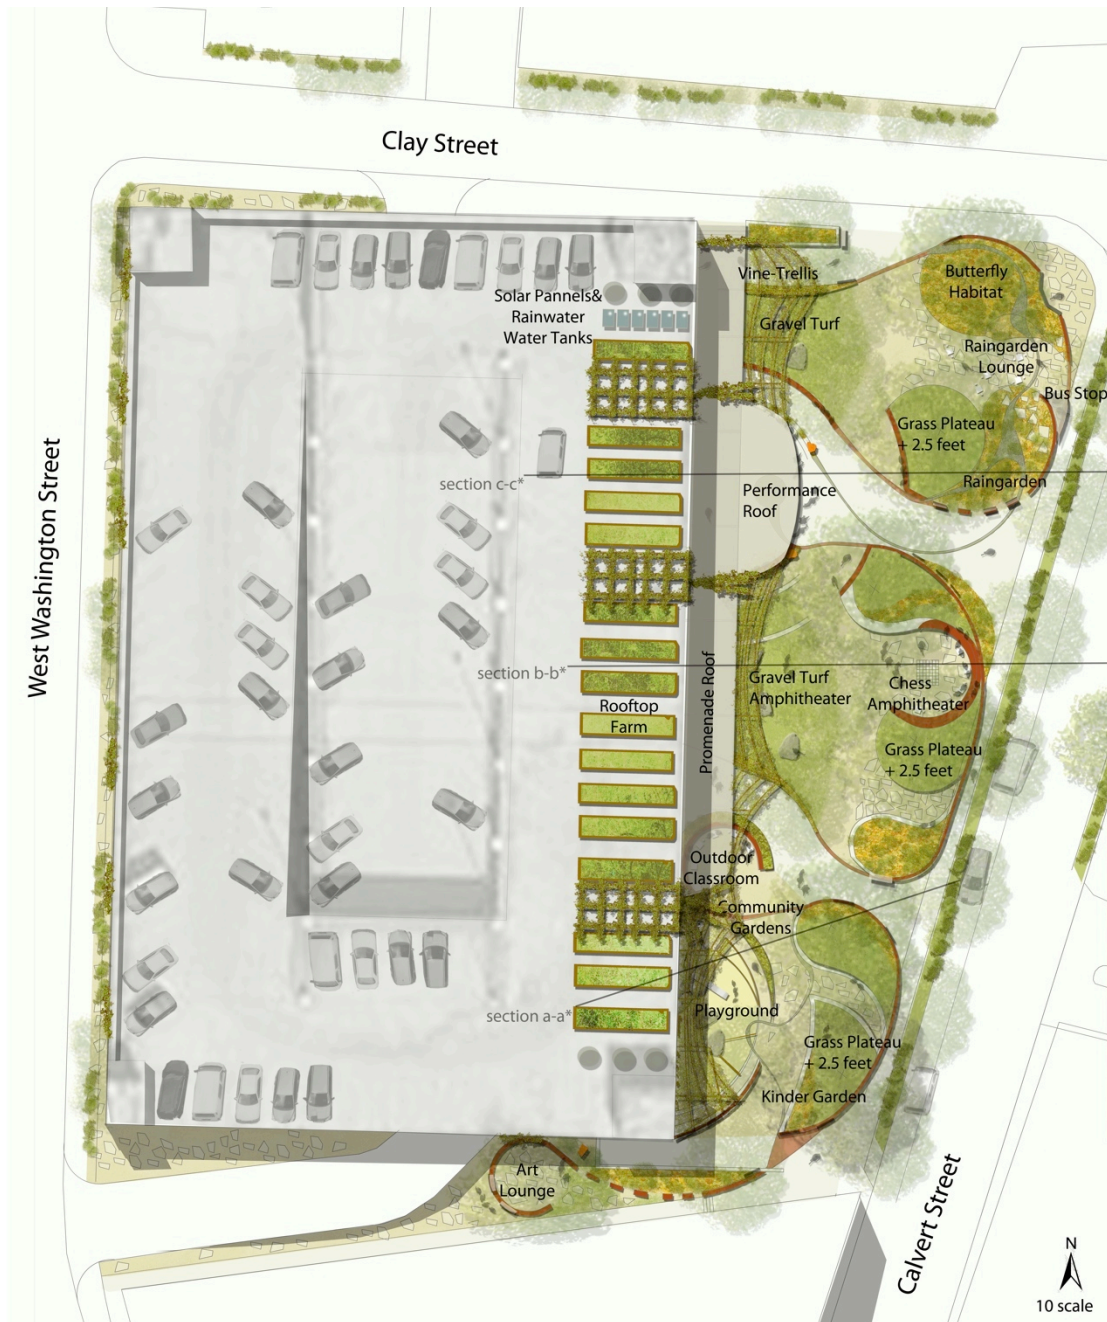 Clay Street
Vine-Trellis
Butterfly
Habitat
Solar Pannels&
Rainwater
Water Tanks
Gravel Turf
Raingarden
Lounge
Bus Stop
Grass Plateau
+ 2.5 feet
section c-c*
Raingarden
Performance
Roof
West Washington Street
section b-b*
Gravel Turf
Amphitheater
Chess
Amphitheater
Rooftop
Farm
Promenade Roof
Grass Plateau
+ 2.5 feet
Outdoor
Classroom
Community
Gardens
section a-a*
Playground
Grass Plateau
+ 2.5 feet
Kinder Garden
Art
Lounge
Calvert Street
N
10 scale